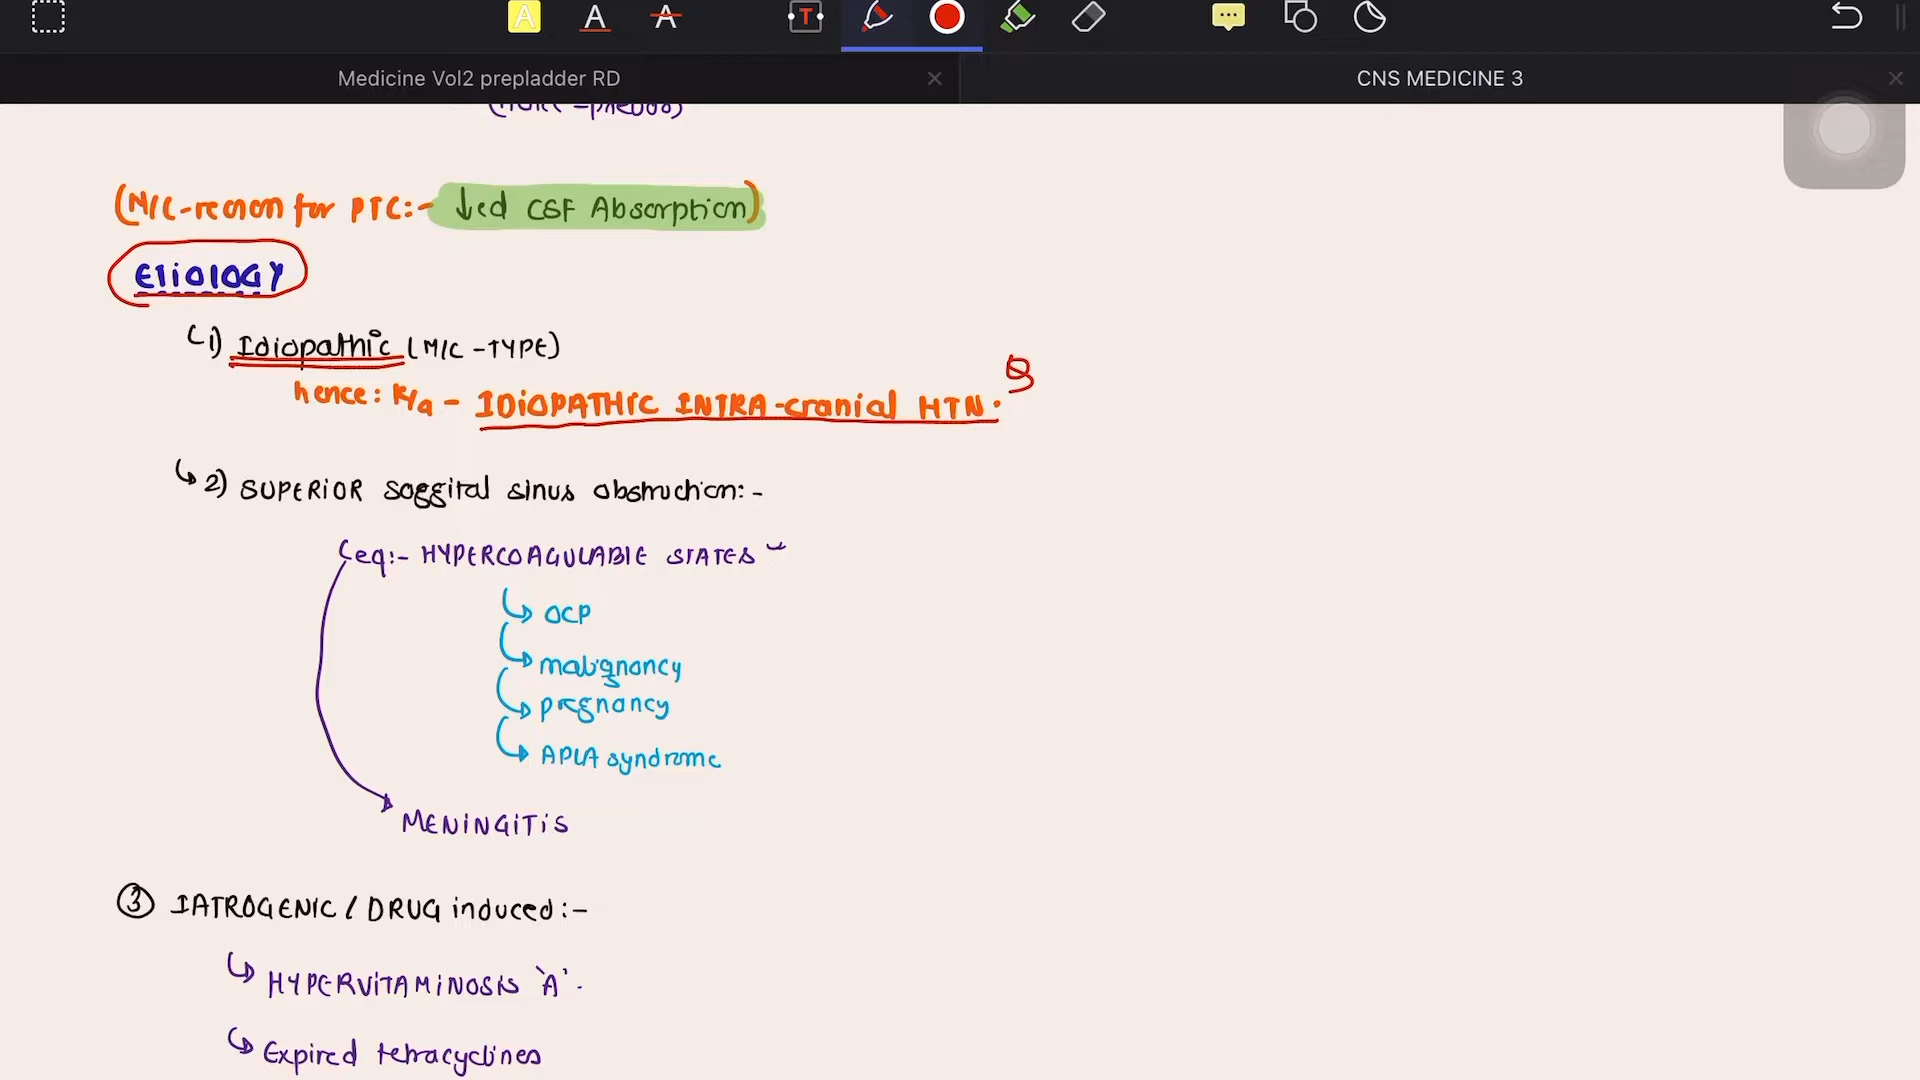 A A A T
Medicine Vol2 prepladder RD
CNS MEDICINE 3
(M/C-reason for PTC:- ↓ed CSF Absorption)
ETIOLOGY
1) Idiopathic (M/C -TYPE)
hence: K/a - IDIOPATHIC INTRA-cranial HTN.
2) SUPERIOR saggital sinus obstruction:-
eg:- HYPERCOAGULABLE STATES
OCP
malignancy
pregnancy
APLA syndrome
MENINGITIS
③ IATROGENIC / DRUG induced:-
HYPERVITAMINOSIS 'A'.
Expired tetracyclines